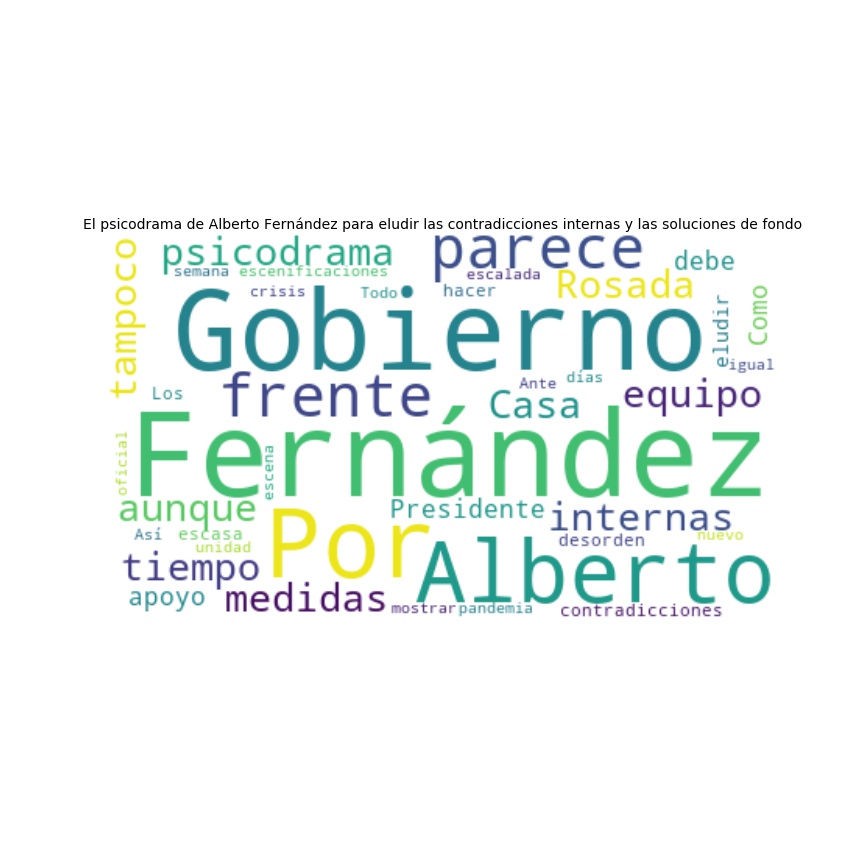 El psicodrama de Alberto Fernández para eludir las contradicciones internas y las soluciones de fondo
tampoco
psicodrama
parece
debe
semana
escenificaciones
escalada
Rosada
crisis
Todo
hacer
Gobierno
eludir
Como
igual
Los
frente
Ante
días
Casa
equipo
Fernández
oficial
escena
aunque
Por
Presidente
internas
Así
escasa
desorden
nuevo
unidad
tiempo
Alberto
apoyo
medidas
mostrar
pandemia
contradicciones